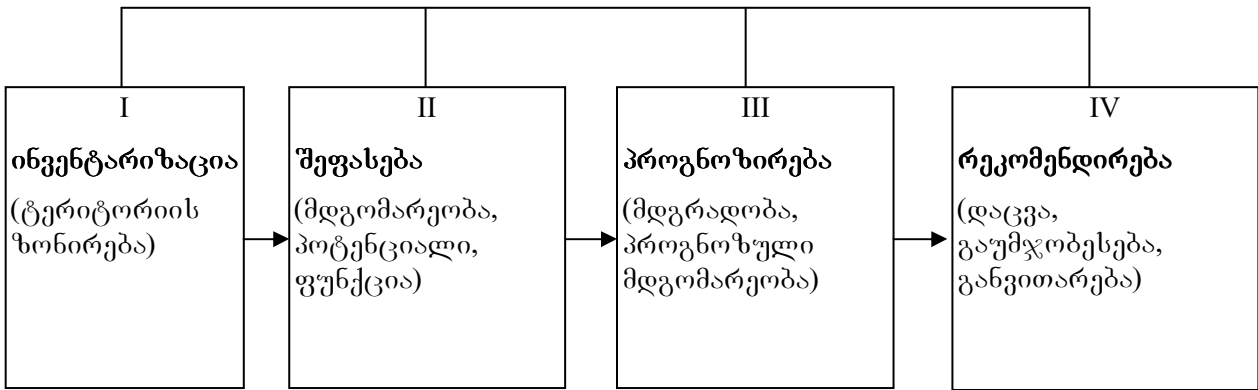 I
ინვენტარიზაცია
(ტერიტორიის
ზონირება)
II
შეფასება
(მდგომარეობა,
პოტენციალი,
ფუნქცია)
III
პროგნოზირება
(მდგრადობა,
პროგნოზული
მდგომარეობა)
IV
რეკომენდირება
(დაცვა,
გაუმჯობესება,
განვითარება)